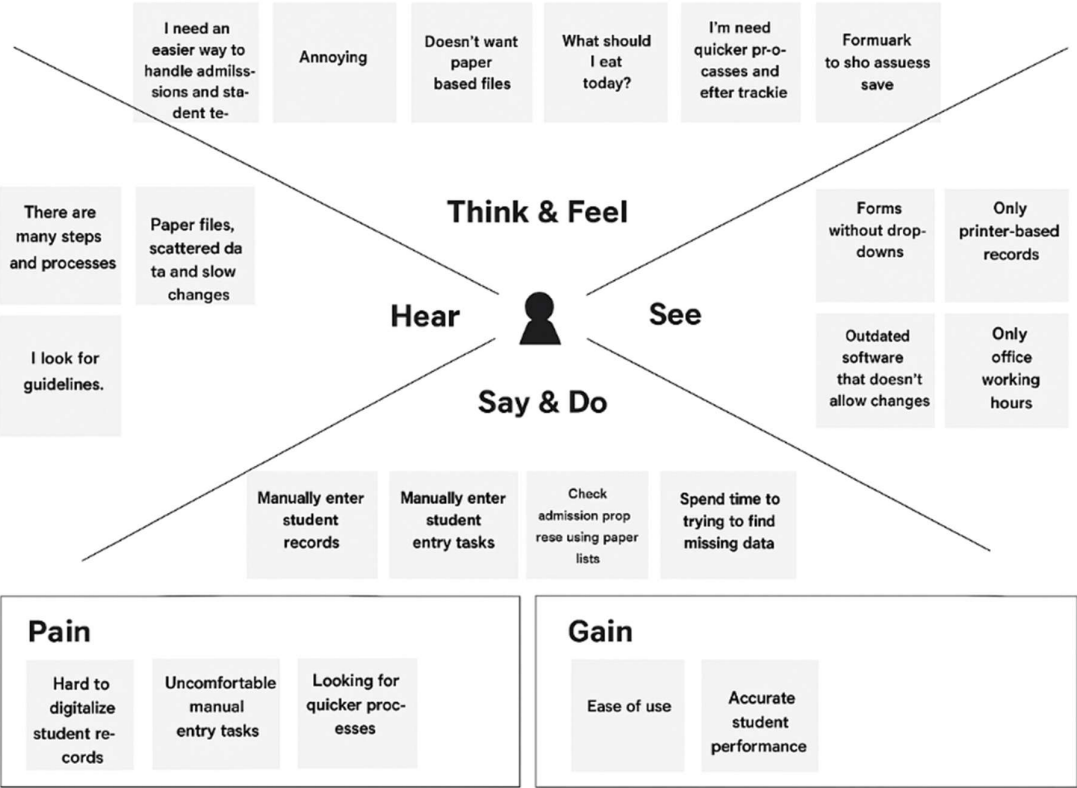 I need an
easier way to
handle admilss-
sions and sta-
dent te-
Annoying
Doesn't want
paper
based files
What should
I eat
today?
I'm need
quicker pr-o-
casses and
efter trackie
Formuark
to sho assuess
save
Think & Feel
There are
many steps
and processes
Paper files,
scattered da
ta and slow
changes
I look for
guidelines.
Hear
See
Forms
without drop-
downs
Only
printer-based
records
Outdated
software
that doesn't
allow changes
Only
office
working
hours
Say & Do
Manually enter
student
records
Manually enter
student
entry tasks
Check
admission prop
rese using paper
lists
Spend time to
trying to find
missing data
Pain
Hard to
digitalize
student re-
cords
Uncomfortable
manual
entry tasks
Looking for
quicker proc-
esses
Gain
Ease of use
Accurate
student
performance